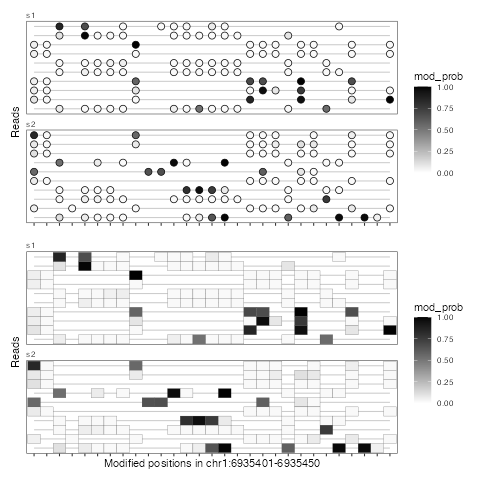 s1
mod_prob
1.00
0.75
0.50
0.25
0.00
Reads
s2
s1
mod_prob
1.00
0.75
0.50
0.25
0.00
Reads
s2
Modified positions in chr1:6935401-6935450